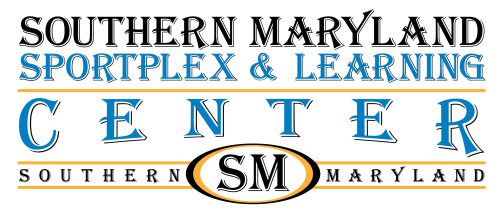 SOUTHERN MARYLAND
SPORTPLEX & LEARNING
CENTER
SOUTHERN SM MARYLAND